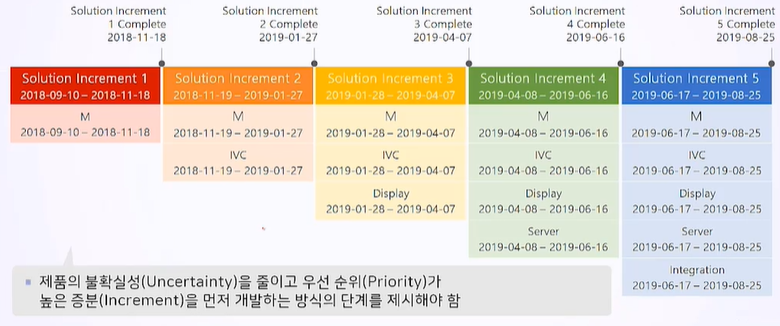 Solution Increment
1 Complete
2018-11-18
Solution Increment
2 Complete
2019-01-27
Solution Increment
3 Complete
2019-04-07
Solution Increment
4 Complete
2019-06-16
Solution Increment
5 Complete
2019-08-25
Solution Increment 1
2018-09-10 – 2018-11-18
M
2018-09-10 – 2018-11-18
Solution Increment 2
2018-11-19 – 2019-01-27
M
2018-11-19 – 2019-01-27
IVC
2018-11-19 – 2019-01-27
Solution Increment 3
2019-01-28 – 2019-04-07
M
2019-01-28 – 2019-04-07
IVC
2019-01-28 – 2019-04-07
Display
2019-01-28 – 2019-04-07
Solution Increment 4
2019-04-08 – 2019-06-16
M
2019-04-08 – 2019-06-16
IVC
2019-04-08 – 2019-06-16
Display
2019-04-08 – 2019-06-16
Server
2019-04-08 – 2019-06-16
Solution Increment 5
2019-06-17 – 2019-08-25
M
2019-06-17 – 2019-08-25
IVC
2019-06-17 – 2019-08-25
Display
2019-06-17 – 2019-08-25
Server
2019-06-17 – 2019-08-25
Integration
2019-06-17 – 2019-08-25
제품의 불확실성(Uncertainty)을 줄이고 우선 순위(Priority)가
높은 증분(Increment)을 먼저 개발하는 방식의 단계를 제시해야 함